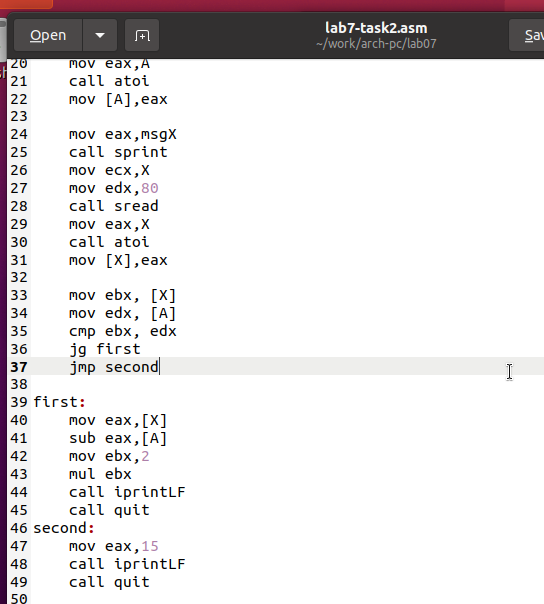 Open
lab7-task2.asm
~/work/arch-pc/lab07
Sav
20 mov eax,A
21 call atoi
22 mov [A],eax
23
24 mov eax,msgX
25 call sprint
26 mov ecx,X
27 mov edx,80
28 call sread
29 mov eax,X
30 call atoi
31 mov [X],eax
32
33 mov ebx, [X]
34 mov edx, [A]
35 cmp ebx, edx
36 jg first
37 jmp second
38
39 first:
40 mov eax,[X]
41 sub eax,[A]
42 mov ebx,2
43 mul ebx
44 call iprintLF
45 call quit
46 second:
47 mov eax,15
48 call iprintLF
49 call quit
50